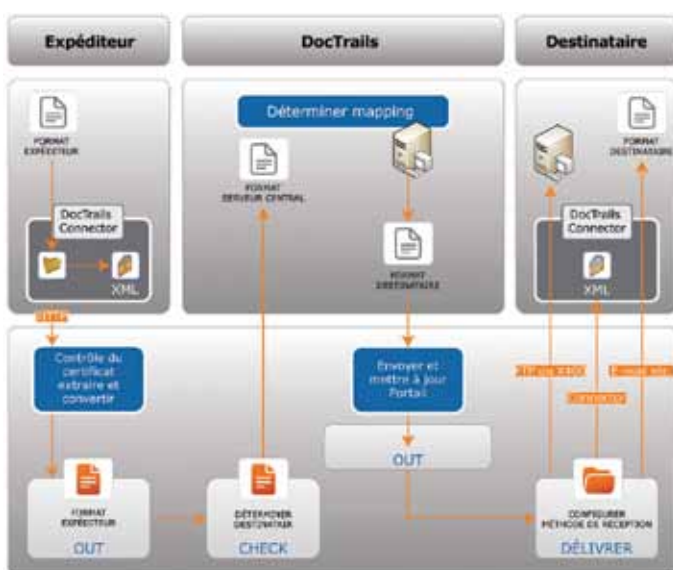 Expéditeur
DocTrails
Destinataire
FORMAT
EXPÉDITEUR
DocTrails
Connector
XML
Déterminer mapping
FORMAT
SERVEUR CENTRAL
FORMAT
DESTINATAIRE
FORMAT
DESTINATAIRE
DocTrails
Connector
XML
Contrôle du
certificat
extraire et
convertir
Envoyer et
mettre à jour
Portail
OUT
Connector
FORMAT
EXPÉDITEUR
OUT
DÉTERMINER
DESTINATAIR
CHECK
CONFIGURER
MÉTHODE DE RÉCEPTION
DÉLIVRER